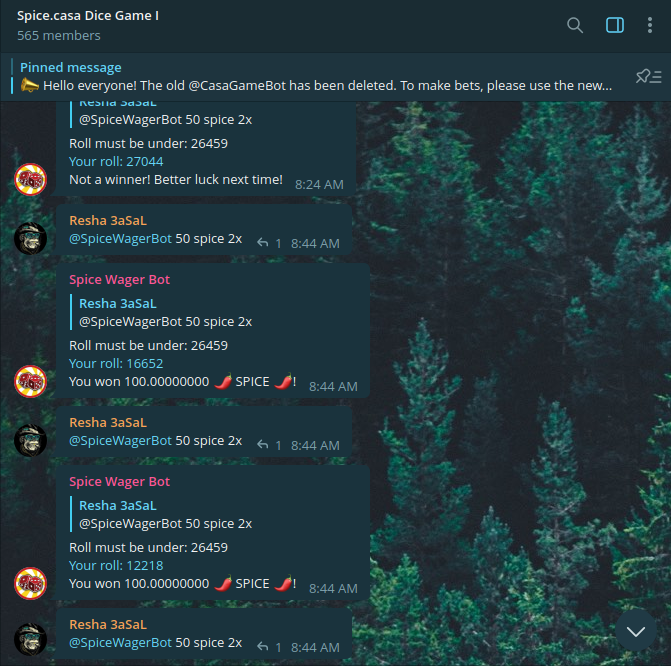 Spice.casa Dice Game I
565 members
Pinned message
📣 Hello everyone! The old @CasaGameBot has been deleted. To make bets, please use the new...
Resha 3aSaL
@SpiceWagerBot 50 spice 2x
Roll must be under: 26459
Your roll: 27044
Not a winner! Better luck next time! 8:24 AM
Resha 3aSaL
@SpiceWagerBot 50 spice 2x 1 8:44 AM
Spice Wager Bot
Resha 3aSaL
@SpiceWagerBot 50 spice 2x
Roll must be under: 26459
Your roll: 16652
You won 100.00000000 🌶️ SPICE 🌶️! 8:44 AM
Resha 3aSaL
@SpiceWagerBot 50 spice 2x 1 8:44 AM
Spice Wager Bot
Resha 3aSaL
@SpiceWagerBot 50 spice 2x
Roll must be under: 26459
Your roll: 12218
You won 100.00000000 🌶️ SPICE 🌶️! 8:44 AM
Resha 3aSaL
@SpiceWagerBot 50 spice 2x 1 8:44 AM